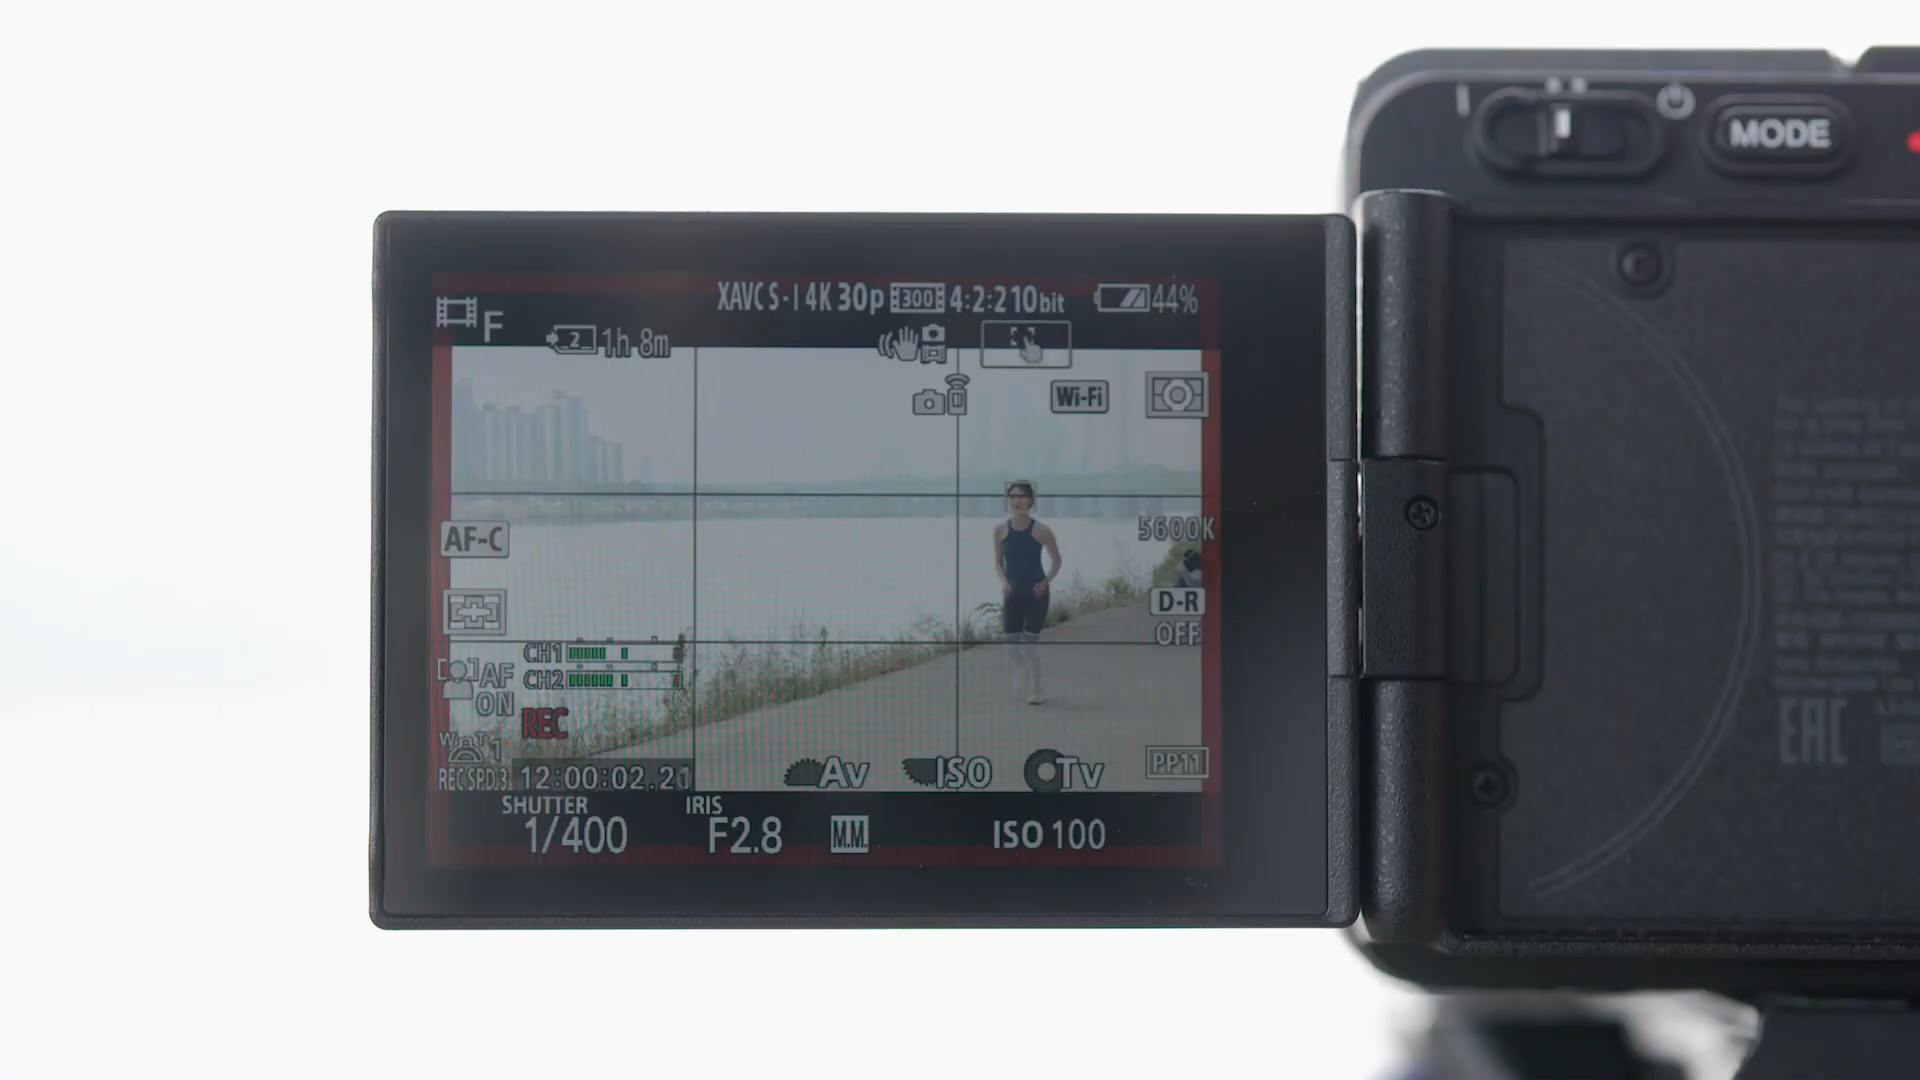 MODE
XAVC S-I 4K 30p 300 4:2:2 10bit 44%
F
2 1h 8m
Wi-Fi
AF-C
5600K
D-R
OFF
CH1
CH2
AF
ON
REC
W T 1
REC SPD.3
12:00:02.21
Av ISO Tv PP11
SHUTTER IRIS
1/400 F2.8 M.M. ISO 100
EAC